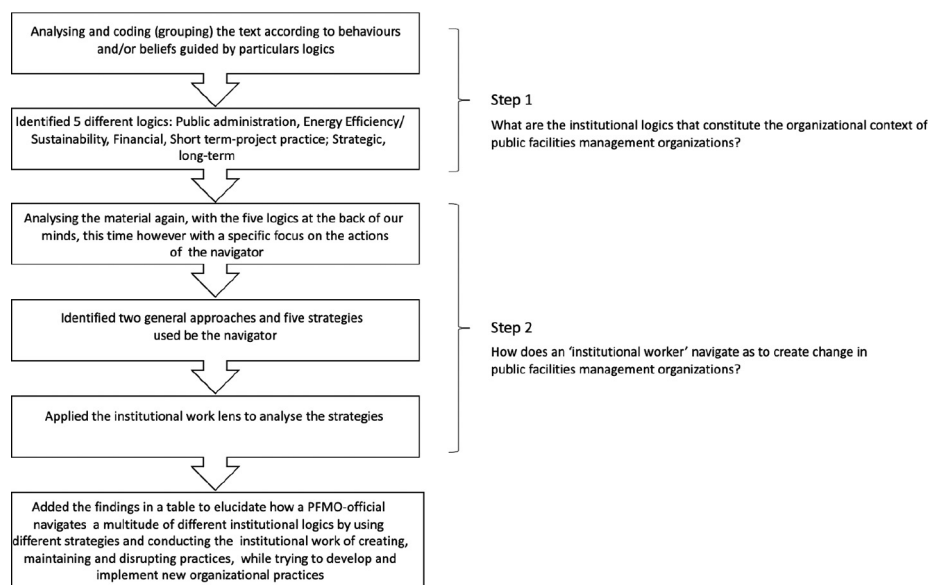 Analysing and coding (grouping) the text according to behaviours
and/or beliefs guided by particulars logics
Identified 5 different logics: Public administration, Energy Efficiency/
Sustainability, Financial, Short term-project practice; Strategic,
long-term
Step 1
What are the institutional logics that constitute the organizational context of
public facilities management organizations?
Analysing the material again, with the five logics at the back of our
minds, this time however with a specific focus on the actions
of the navigator
Identified two general approaches and five strategies
used be the navigator
Applied the institutional work lens to analyse the strategies
Step 2
How does an ‘institutional worker’ navigate as to create change in
public facilities management organizations?
Added the findings in a table to elucidate how a PFMO-official
navigates a multitude of different institutional logics by using
different strategies and conducting the institutional work of creating,
maintaining and disrupting practices, while trying to develop and
implement new organizational practices